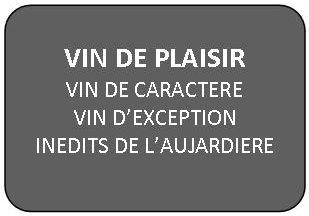 VIN DE PLAISIR
VIN DE CARACTERE
VIN D’EXCEPTION
INEDITS DE L’AUJARDIERE